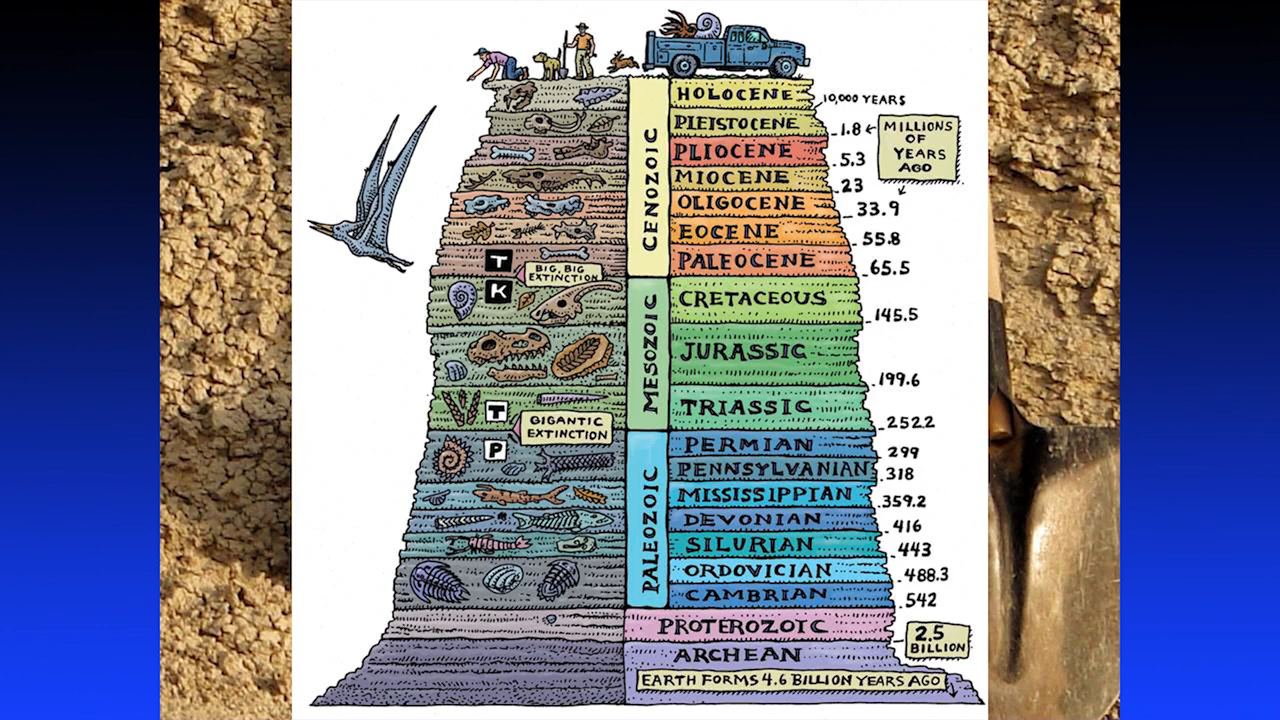 HOLOCENE
10,000 YEARS
PLEISTOCENE
1.8
MILLIONS
OF
YEARS
AGO
PLIOCENE
5.3
MIOCENE
23
OLIGOCENE
33.9
EOCENE
55.8
PALEOCENE
65.5
CENOZOIC
T
BIG, BIG
EXTINCTION
K
CRETACEOUS
145.5
JURASSIC
199.6
TRIASSIC
252.2
MESOZOIC
T
GIGANTIC
EXTINCTION
P
PERMIAN
299
PENNSYLVANIAN
318
MISSISSIPPIAN
359.2
DEVONIAN
416
SILURIAN
443
ORDOVICIAN
488.3
CAMBRIAN
542
PALEOZOIC
PROTEROZOIC
2.5
BILLION
ARCHEAN
EARTH FORMS 4.6 BILLION YEARS AGO